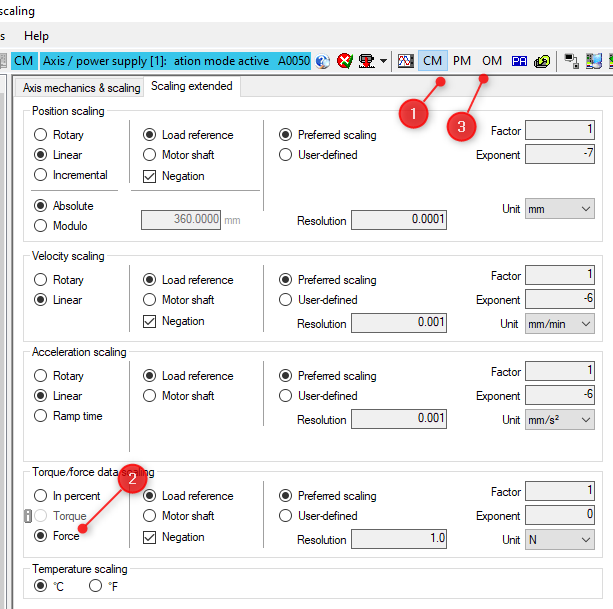 scaling
s Help
CM Axis / power supply [1]: ation mode active A0050 CM PM OM
Axis mechanics & scaling Scaling extended
1
3
Position scaling
Rotary Load reference Preferred scaling Factor 1
Linear Motor shaft User-defined Exponent -7
Incremental Negation
Absolute Unit mm
Modulo 360.0000 mm Resolution 0.0001
Velocity scaling
Rotary Load reference Preferred scaling Factor 1
Linear Motor shaft User-defined Exponent -6
Negation Resolution 0.001 Unit mm/min
Acceleration scaling
Rotary Load reference Preferred scaling Factor 1
Linear Motor shaft User-defined Exponent -6
Ramp time Resolution 0.001 Unit mm/s²
Torque/force data scaling
2
In percent Load reference Preferred scaling Factor 1
Torque Motor shaft User-defined Exponent 0
Force Negation Resolution 1.0 Unit N
Temperature scaling
°C °F